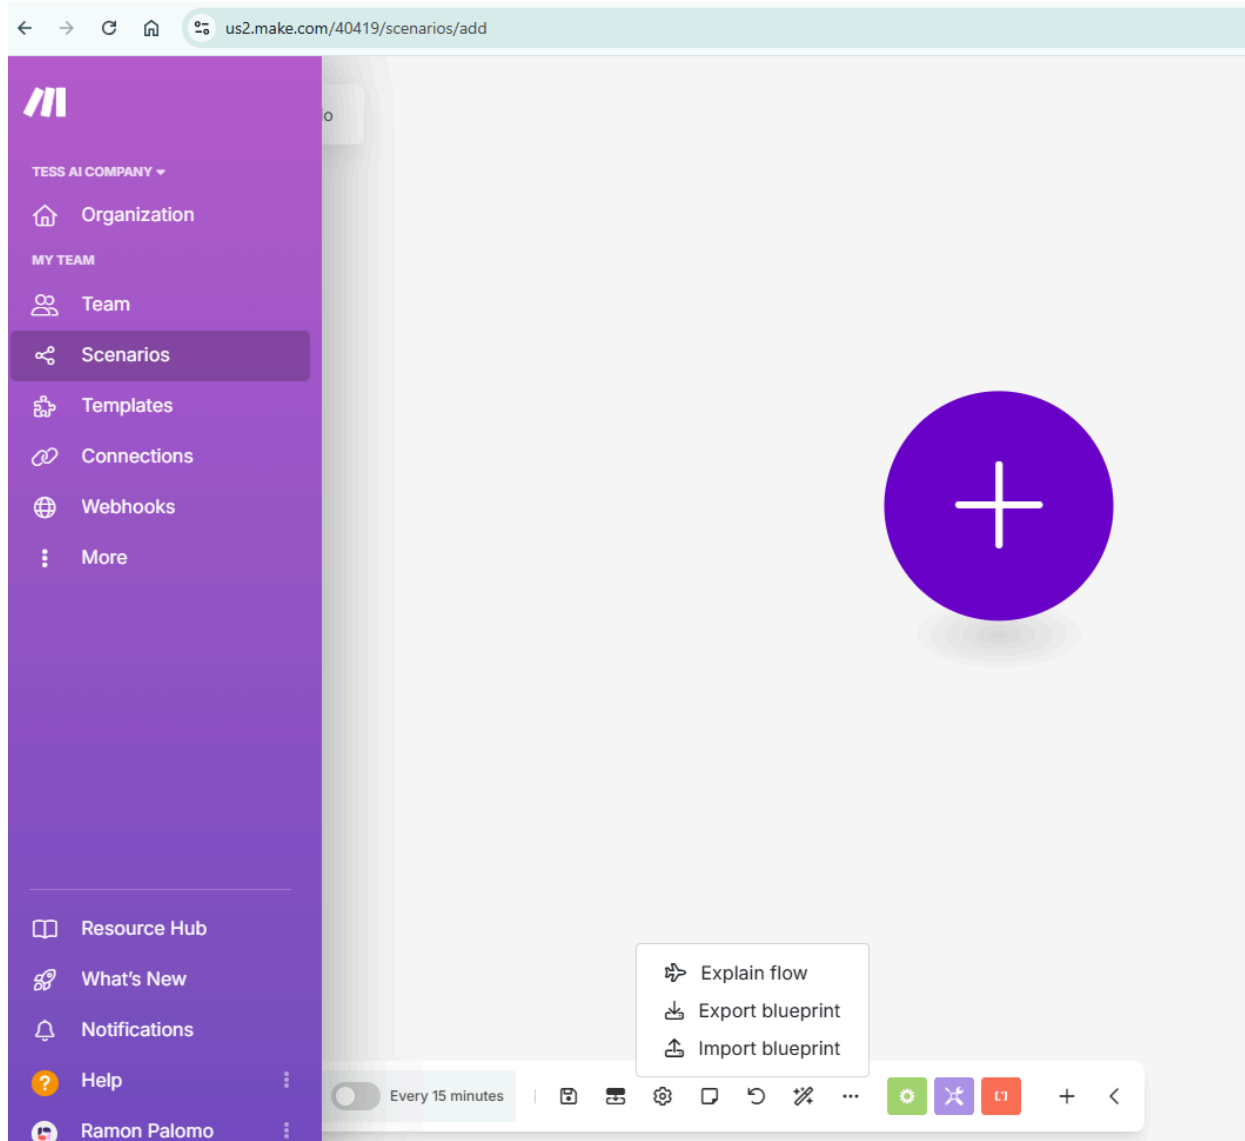 us2.make.com/40419/scenarios/add
io
TESS AI COMPANY
Organization
MY TEAM
Team
Scenarios
Templates
Connections
Webhooks
More
Resource Hub
What's New
Notifications
? Help
Ramon Palomo
Explain flow
Export blueprint
Import blueprint
Every 15 minutes